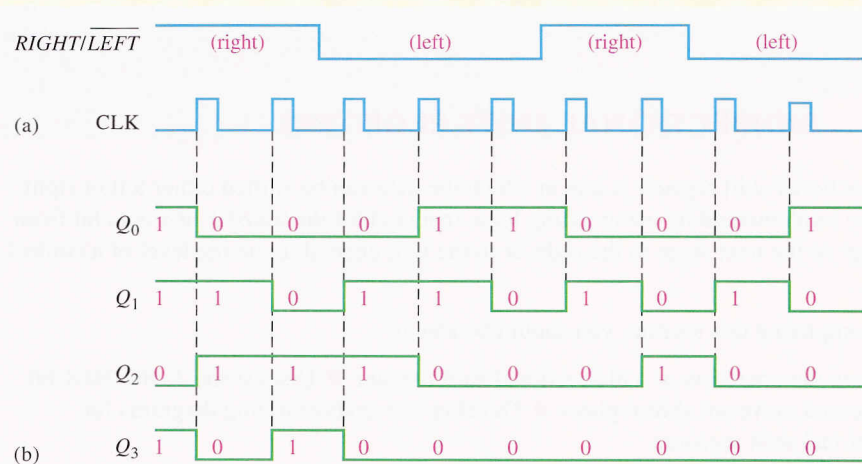 RIGHT/LEFT (right) (left) (right) (left)
(a) CLK
Q0 1 0 0 0 1 1 0 0 0 1
Q1 1 1 0 1 1 0 1 0 1 0
Q2 0 1 1 1 0 0 0 1 0 0
(b) Q3 1 0 1 0 0 0 0 0 0 0